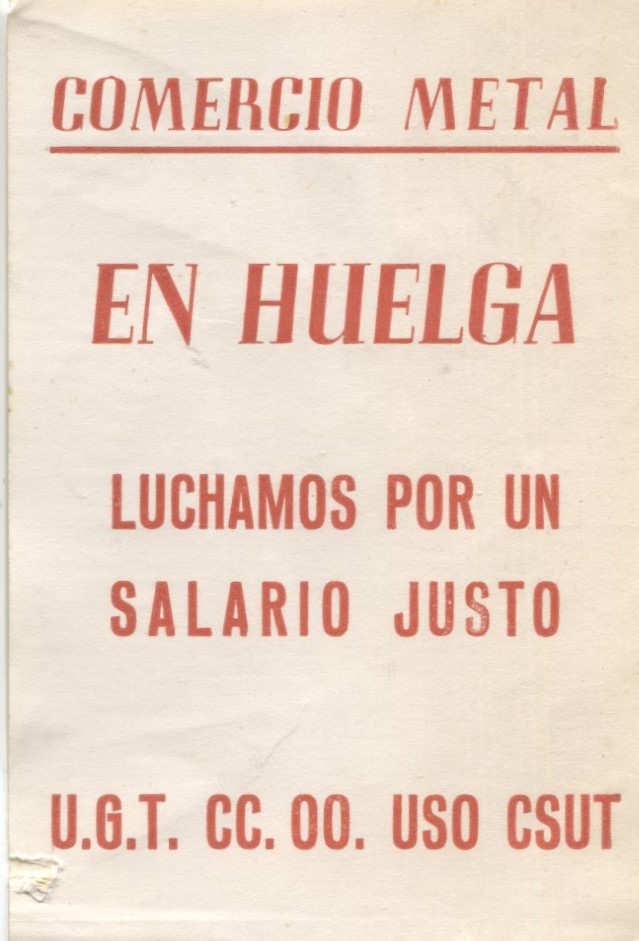 COMERCIO METAL
EN HUELGA
LUCHAMOS POR UN
SALARIO JUSTO
U.G.T. CC. OO. USO CSUT